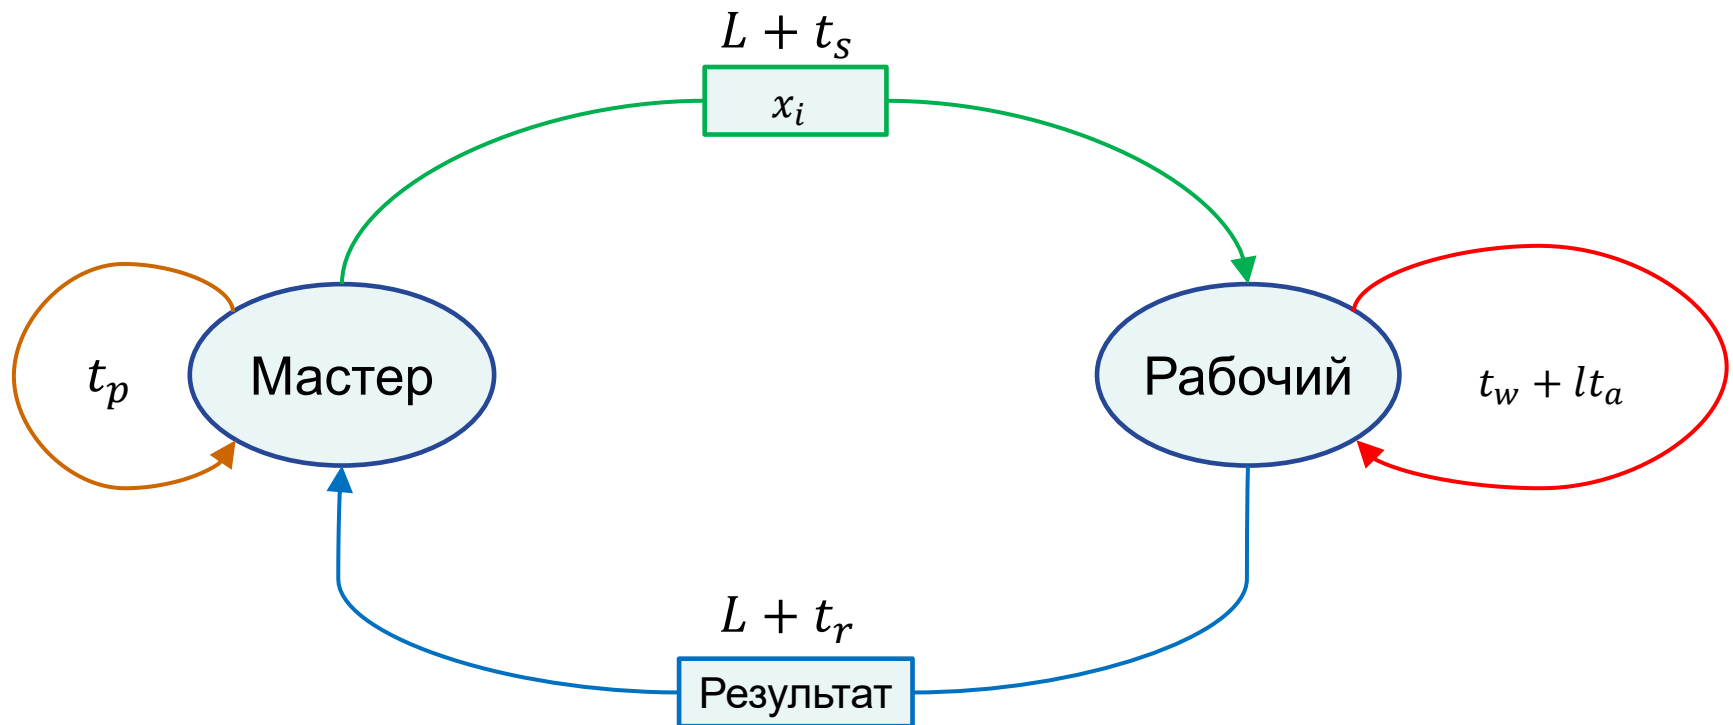 L + t_s
x_i
t_p
Мастер
Рабочий
t_w + lt_a
L + t_r
Результат